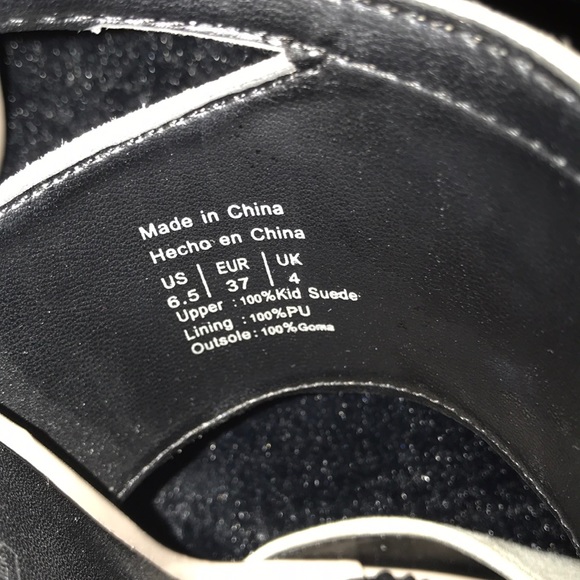 Made in China
Hecho en China
US | EUR | UK
6.5 | 37 | 4
Upper :100%Kid Suede
Lining :100%PU
Outsole:100%Goma